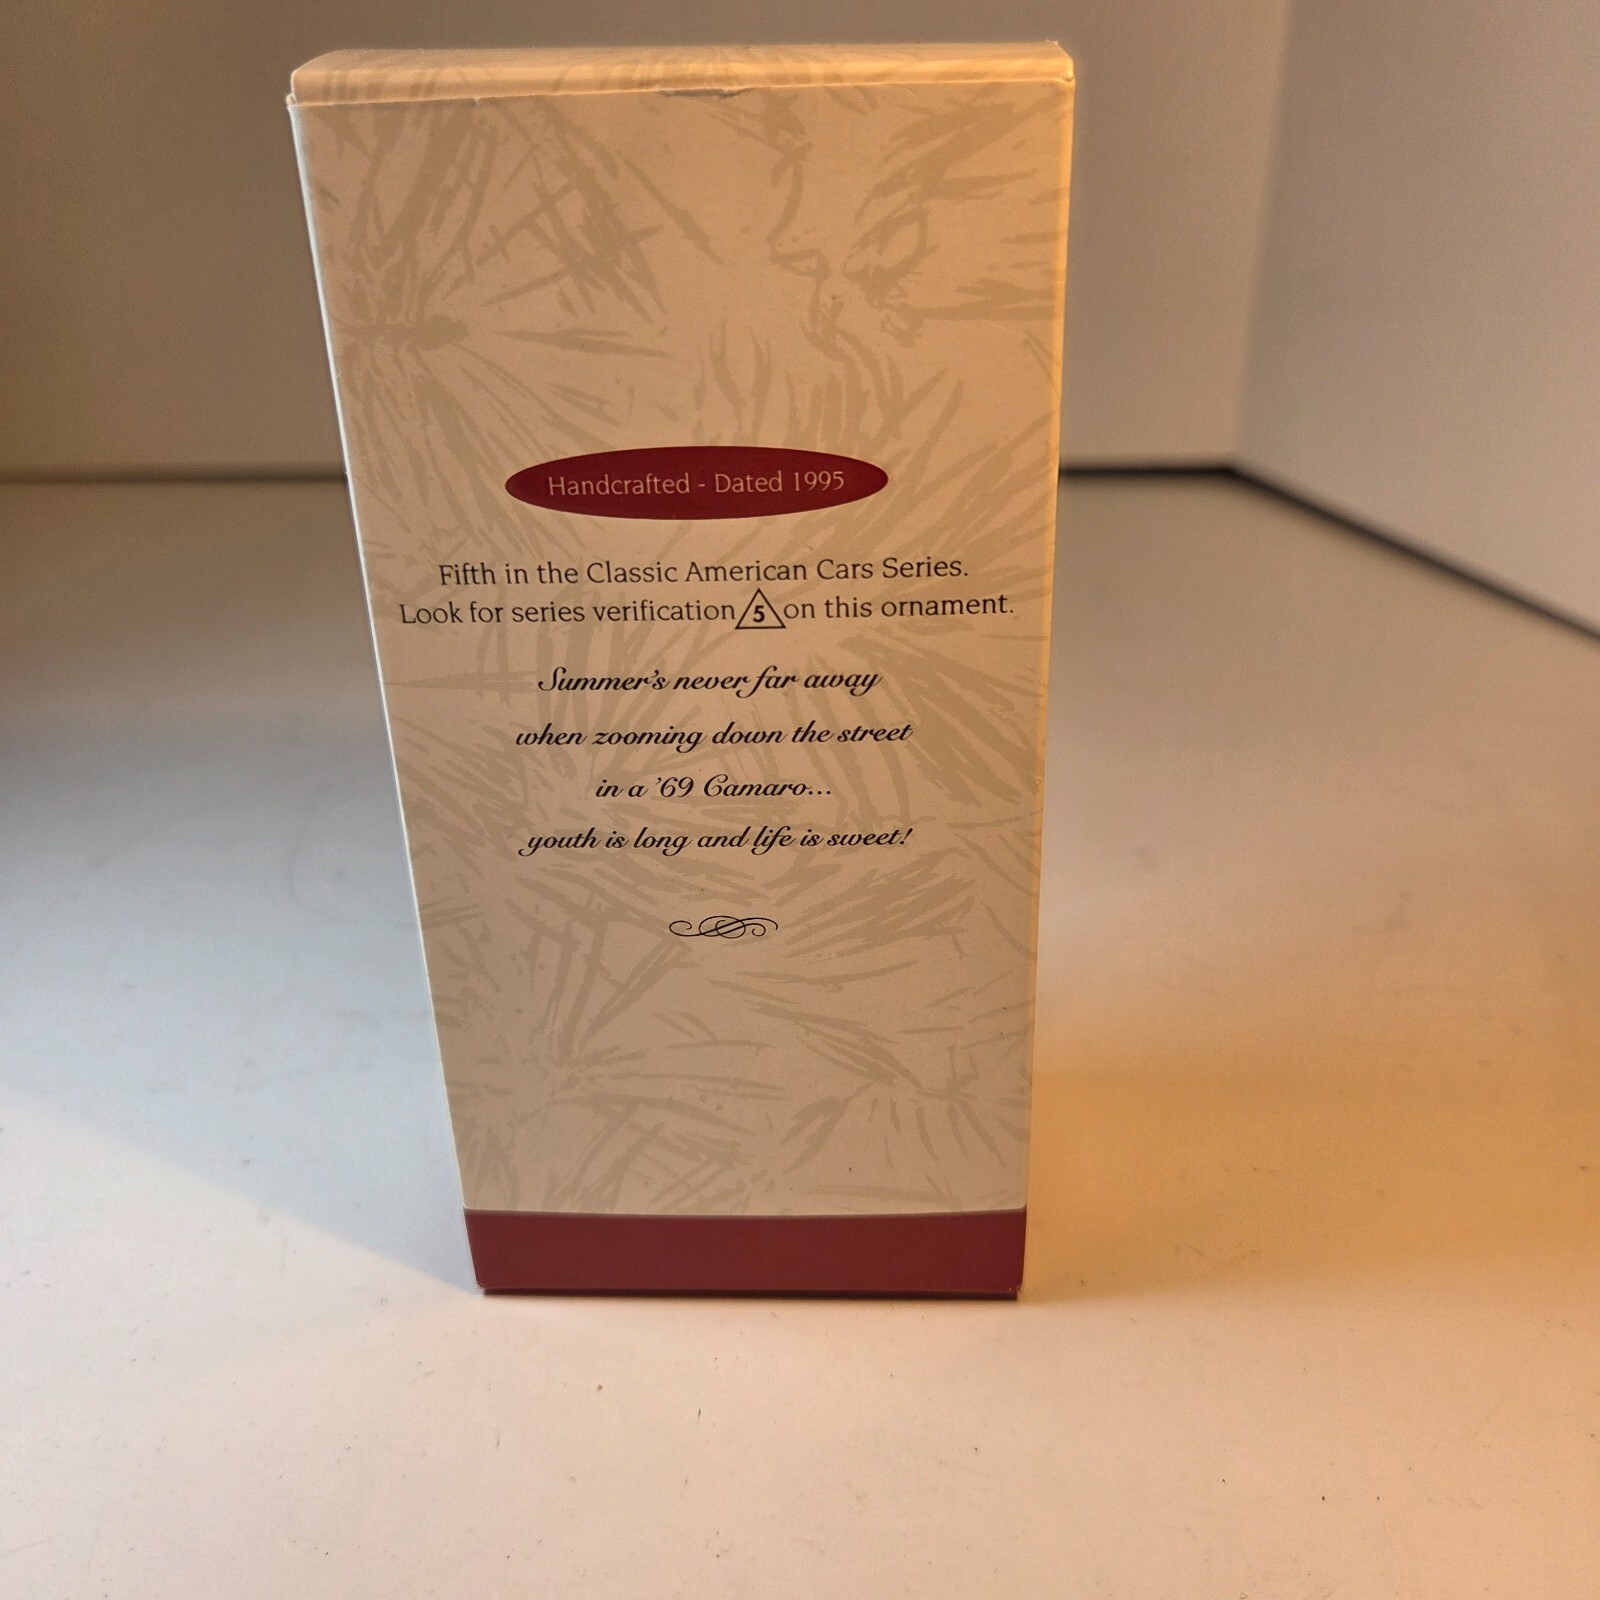 Handcrafted - Dated 1995
Fifth in the Classic American Cars Series.
Look for series verification 5 on this ornament.
Summer's never far away
when zooming down the street
in a '69 Camaro...
youth is long and life is sweet!